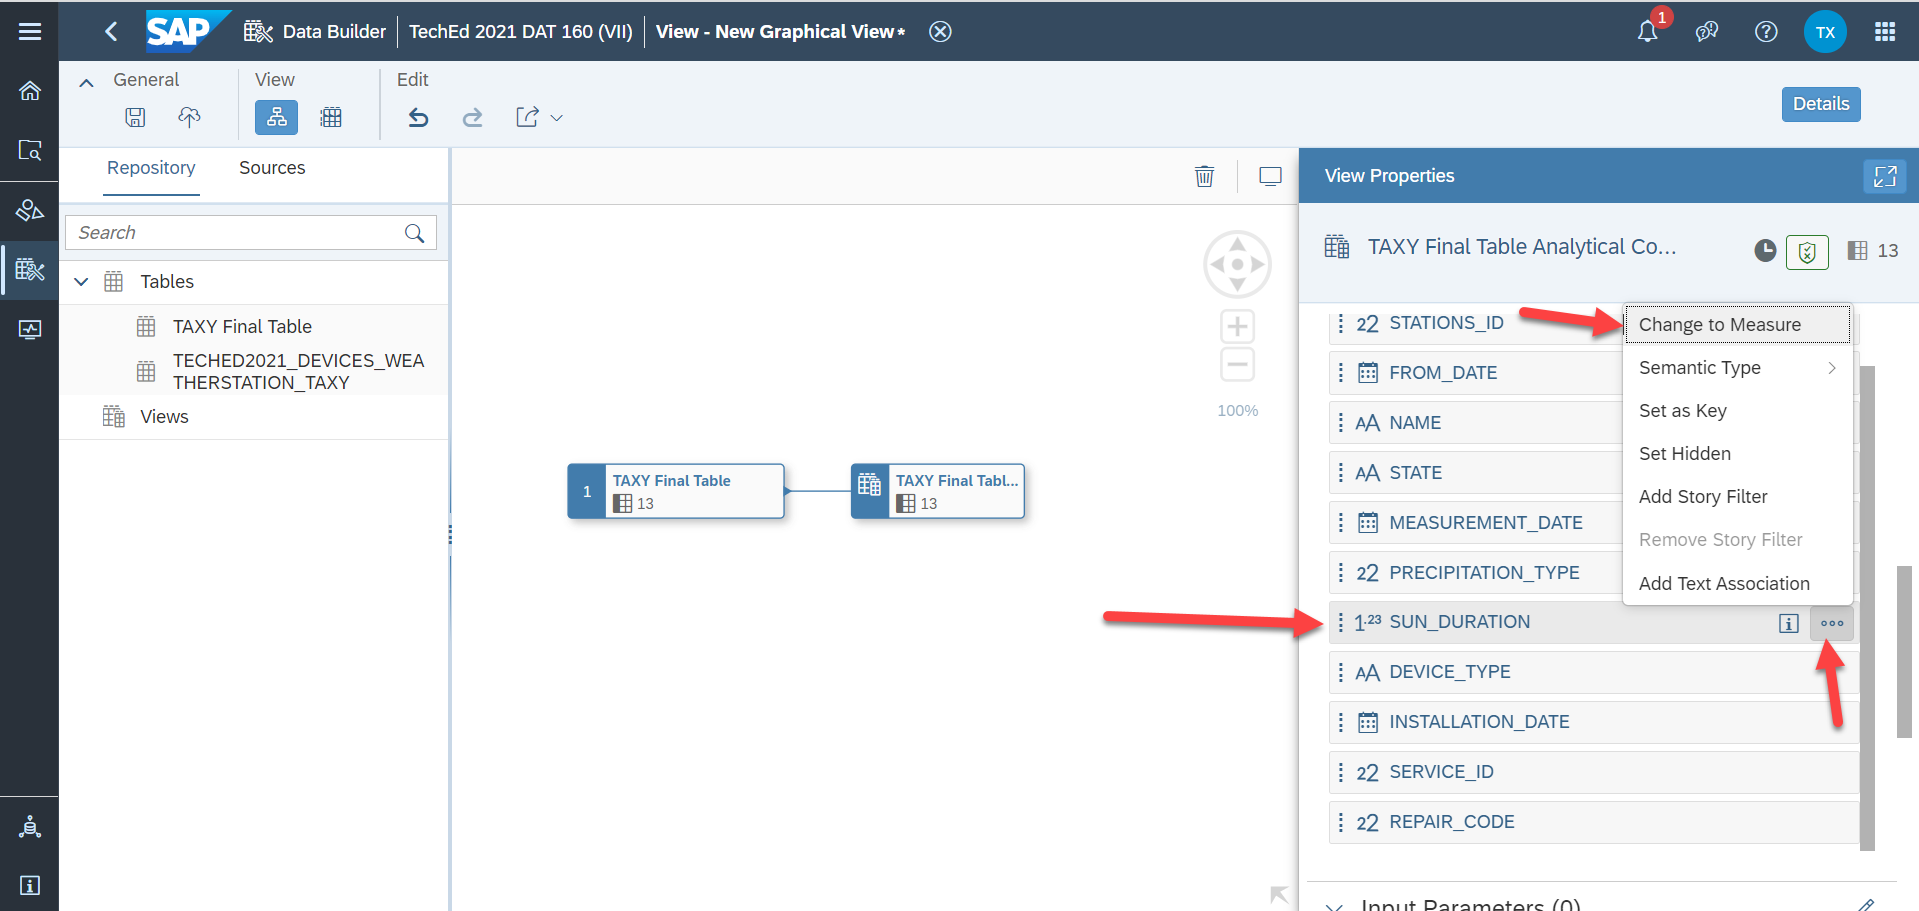 SAP Data Builder TechEd 2021 DAT 160 (VII) View - New Graphical View* 1 TX
General View Edit
Details
Repository Sources
Search
Tables
TAXY Final Table
TECHED2021_DEVICES_WEA
THERSTATION_TAXY
Views
100%
1 TAXY Final Table
13
TAXY Final Tabl...
13
View Properties
TAXY Final Table Analytical Co... 13
22 STATIONS_ID
FROM_DATE
AA NAME
AA STATE
MEASUREMENT_DATE
22 PRECIPITATION_TYPE
1.23 SUN_DURATION
AA DEVICE_TYPE
INSTALLATION_DATE
22 SERVICE_ID
22 REPAIR_CODE
Change to Measure
Semantic Type
Set as Key
Set Hidden
Add Story Filter
Remove Story Filter
Add Text Association
Input Parameters (0)